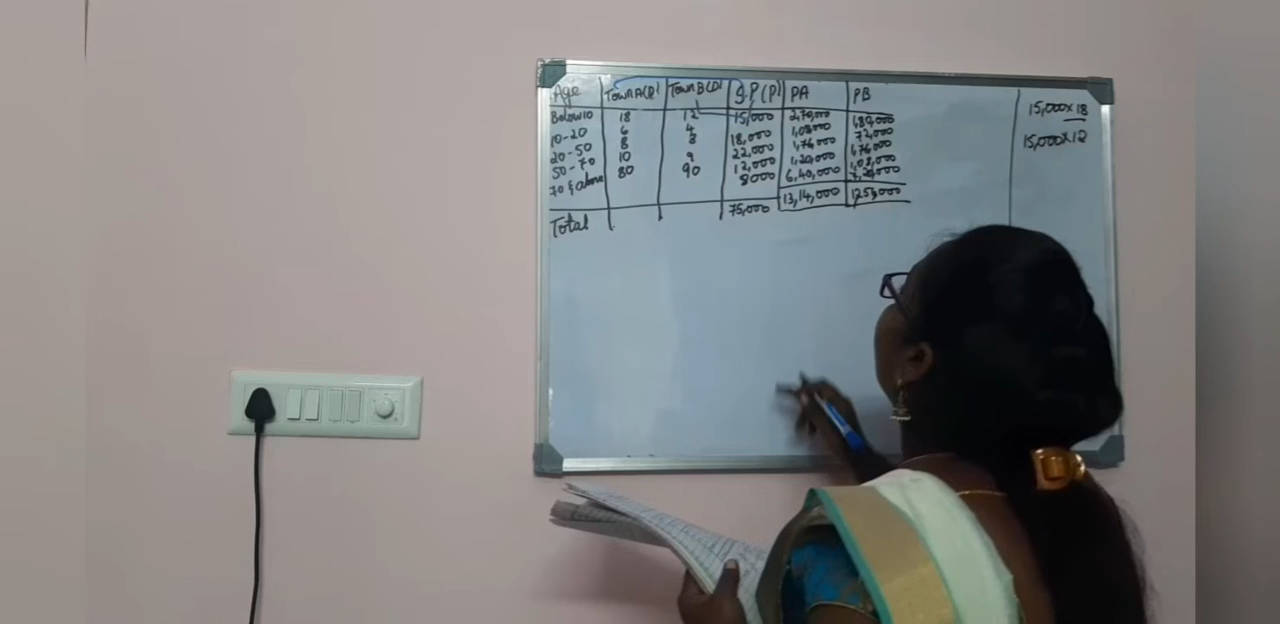 Age Town A(R) Town B(D) S.P(P) PA PB
Below 10 18 12 15,000 2,70,000 1,80,000
10-20 6 4 18,000 1,08,000 72,000
20-50 8 8 22,000 1,76,000 1,76,000
50-70 10 9 12,000 1,20,000 1,08,000
70 & above 80 90 8000 6,40,000 7,20,000
Total 75,000 13,14,000
15,000 x 18
15,000 x 12